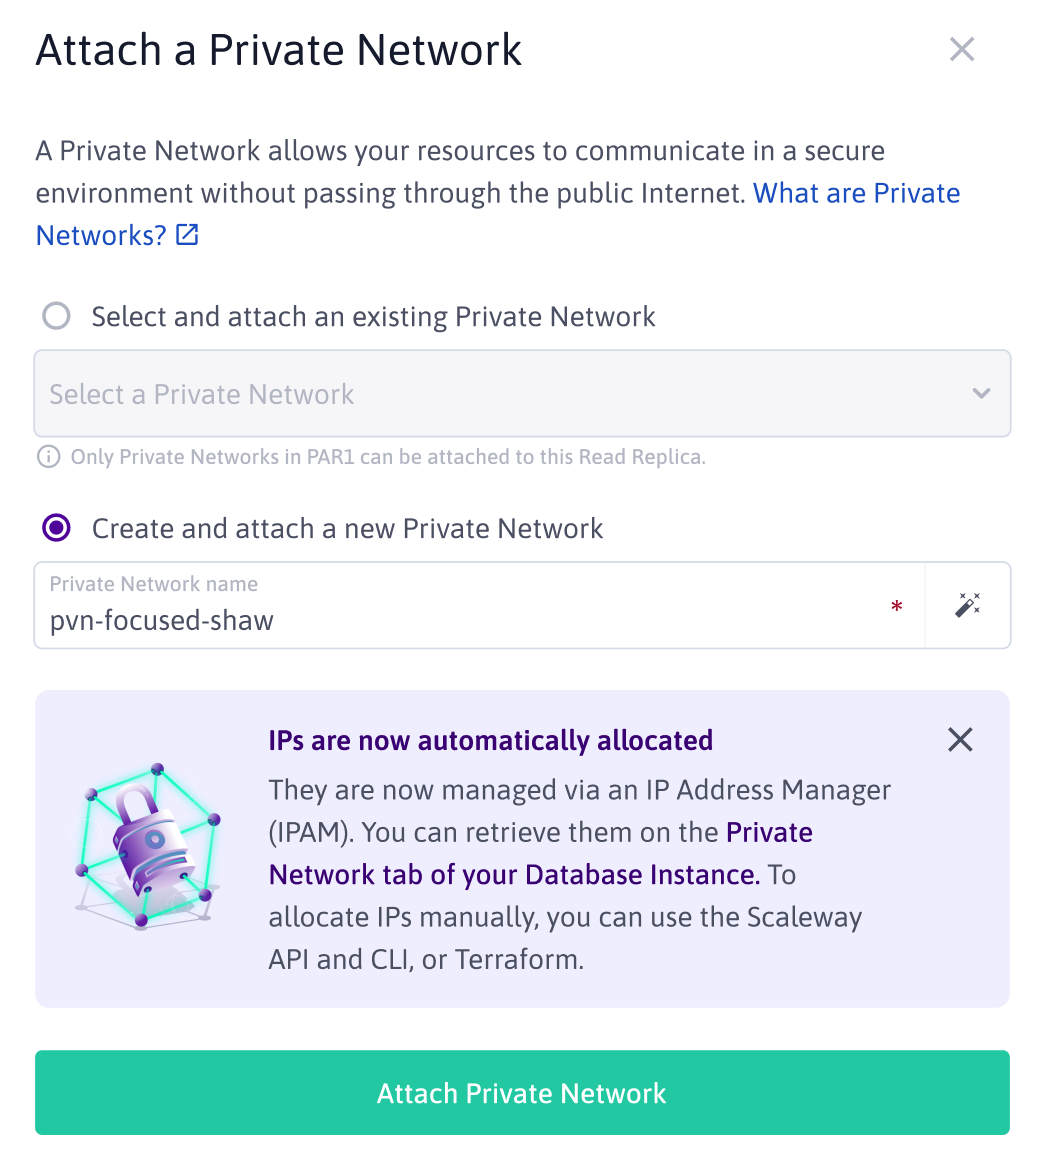 Attach a Private Network
A Private Network allows your resources to communicate in a secure
environment without passing through the public Internet. What are Private
Networks?
Select and attach an existing Private Network
Select a Private Network
Only Private Networks in PAR1 can be attached to this Read Replica.
Create and attach a new Private Network
Private Network name
pvn-focused-shaw
*
IPs are now automatically allocated
They are now managed via an IP Address Manager
(IPAM). You can retrieve them on the Private
Network tab of your Database Instance. To
allocate IPs manually, you can use the Scaleway
API and CLI, or Terraform.
Attach Private Network